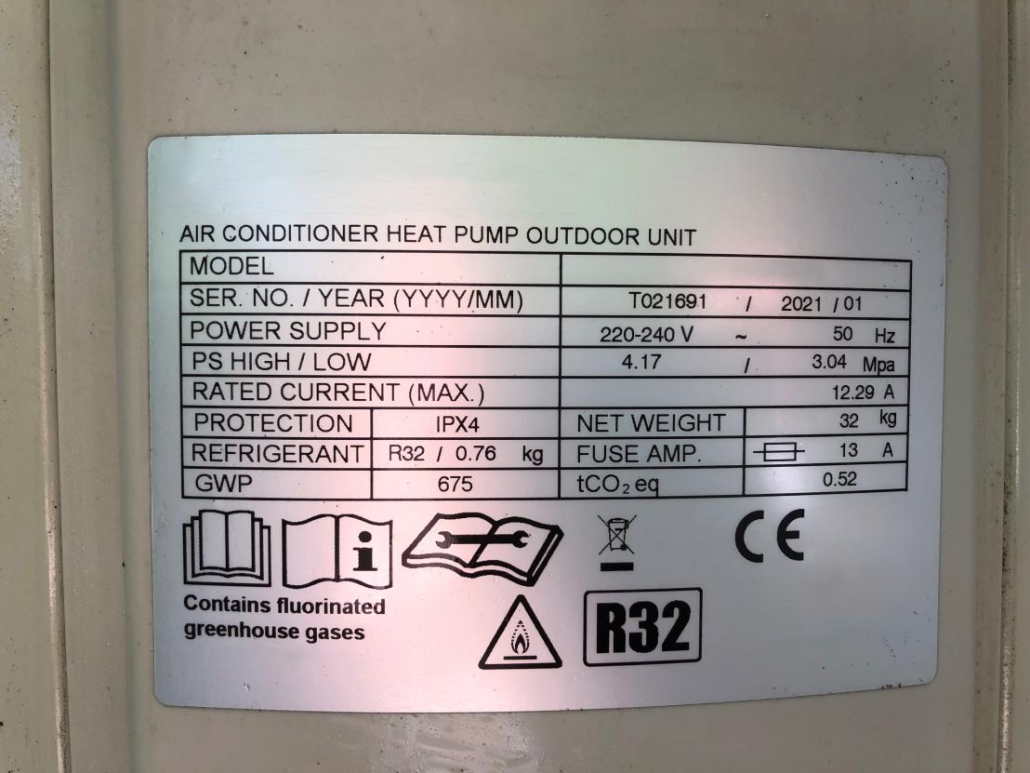 AIR CONDITIONER HEAT PUMP OUTDOOR UNIT
MODEL
SER. NO. / YEAR (YYYY/MM) T021691 / 2021 / 01
POWER SUPPLY 220-240 V ~ 50 Hz
PS HIGH / LOW 4.17 / 3.04 Mpa
RATED CURRENT (MAX.) 12.29 A
PROTECTION IPX4 NET WEIGHT 32 kg
REFRIGERANT R32 / 0.76 kg FUSE AMP. 13 A
GWP 675 tCO₂ eq 0.52
i
CE
Contains fluorinated
greenhouse gases
R32